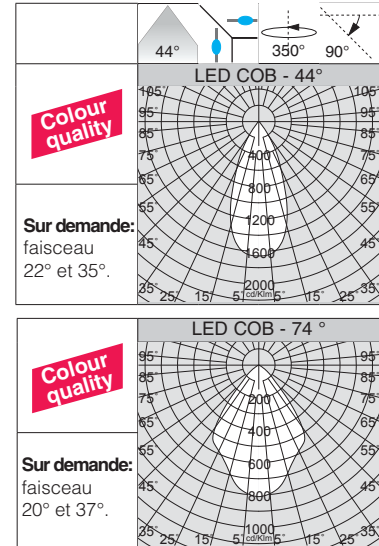 44°
350°
90°
LED COB - 44°
Colour
quality
Sur demande:
faisceau
22° et 35°.
105° 105°
95° 95°
85° 85°
75° 75°
65° 65°
55° 55°
45° 45°
35° 35°
25° 15° 5° 5° 15° 25°
400
800
1200
1600
2000
cd/Klm
LED COB - 74 °
Colour
quality
Sur demande:
faisceau
20° et 37°.
95° 95°
85° 85°
75° 75°
65° 65°
55° 55°
45° 45°
35° 35°
25° 15° 5° 5° 15° 25°
200
400
600
800
1000
cd/Klm